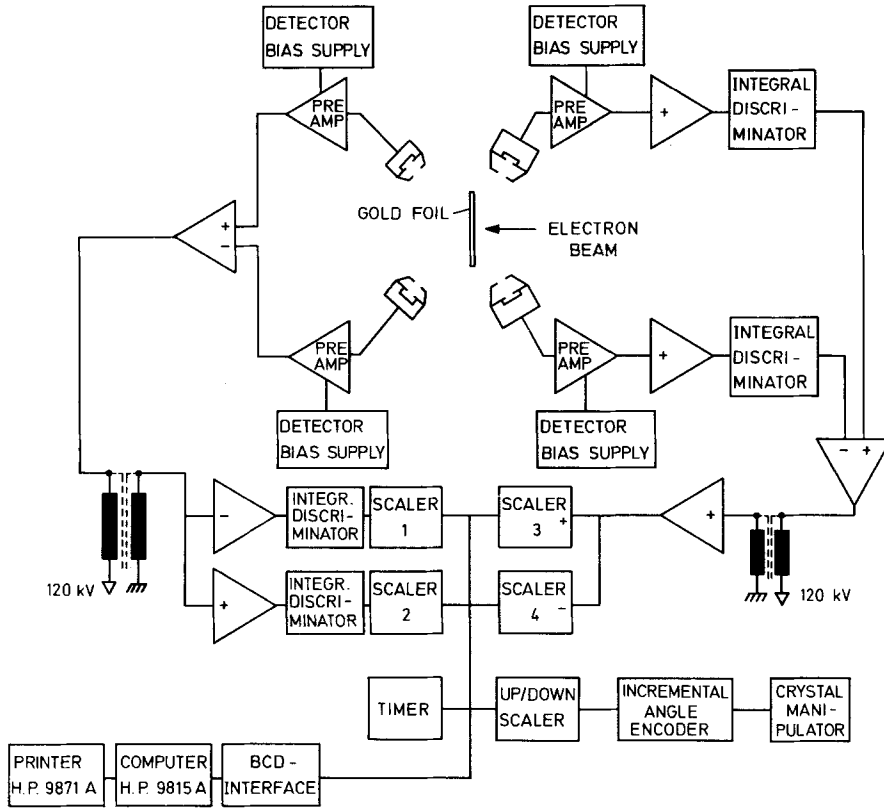 DETECTOR
BIAS SUPPLY
DETECTOR
BIAS SUPPLY
PRE
AMP
PRE
AMP
+
INTEGRAL
DISCRI-
MINATOR
GOLD FOIL
+
−
ELECTRON
BEAM
PRE
AMP
PRE
AMP
+
INTEGRAL
DISCRI-
MINATOR
DETECTOR
BIAS SUPPLY
DETECTOR
BIAS SUPPLY
− +
−
INTEGR.
DISCRI-
MINATOR
SCALER
1
SCALER
3 +
+
120 kV
+
INTEGR.
DISCRI-
MINATOR
SCALER
2
SCALER
4 −
120 kV
TIMER
UP/DOWN
SCALER
INCREMENTAL
ANGLE
ENCODER
CRYSTAL
MANI-
PULATOR
PRINTER
H.P. 9871 A
COMPUTER
H.P. 9815 A
BCD-
INTERFACE